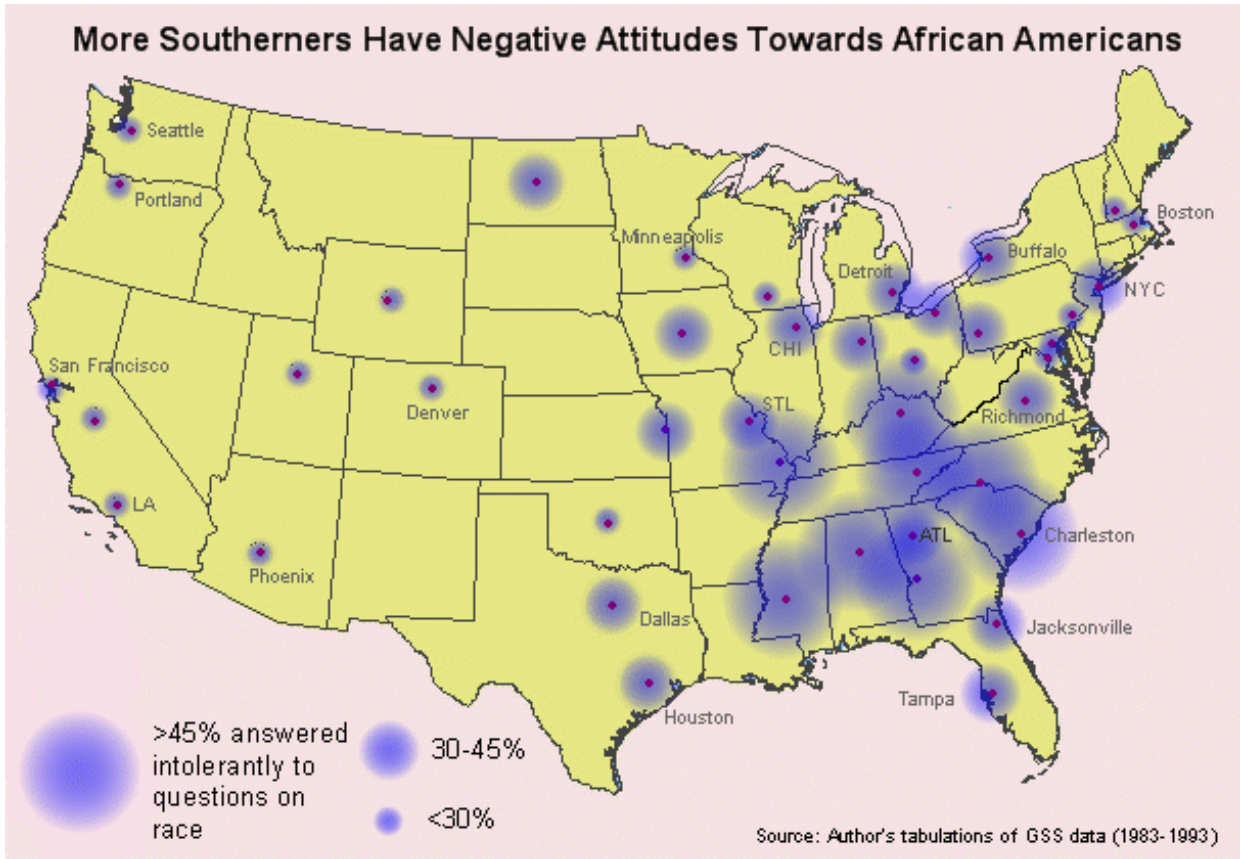 More Southerners Have Negative Attitudes Towards African Americans
Seattle
Portland
Minneapolis
Boston
Buffalo
Detroit
NYC
CHI
San Francisco
Denver
STL
Richmond
LA
ATL
Charleston
Phoenix
Dallas
Jacksonville
Tampa
Houston
>45% answered
intolerantly to
questions on
race
30-45%
<30%
Source: Author's tabulations of GSS data (1983-1993)